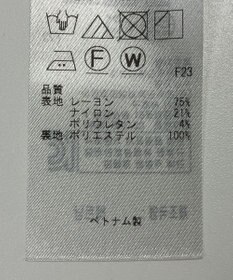 F W
F23
品質
表地 レーヨン 75%
ナイロン 21%
ポリウレタン 4%
裏地 ポリエステル 100%
ベトナム製